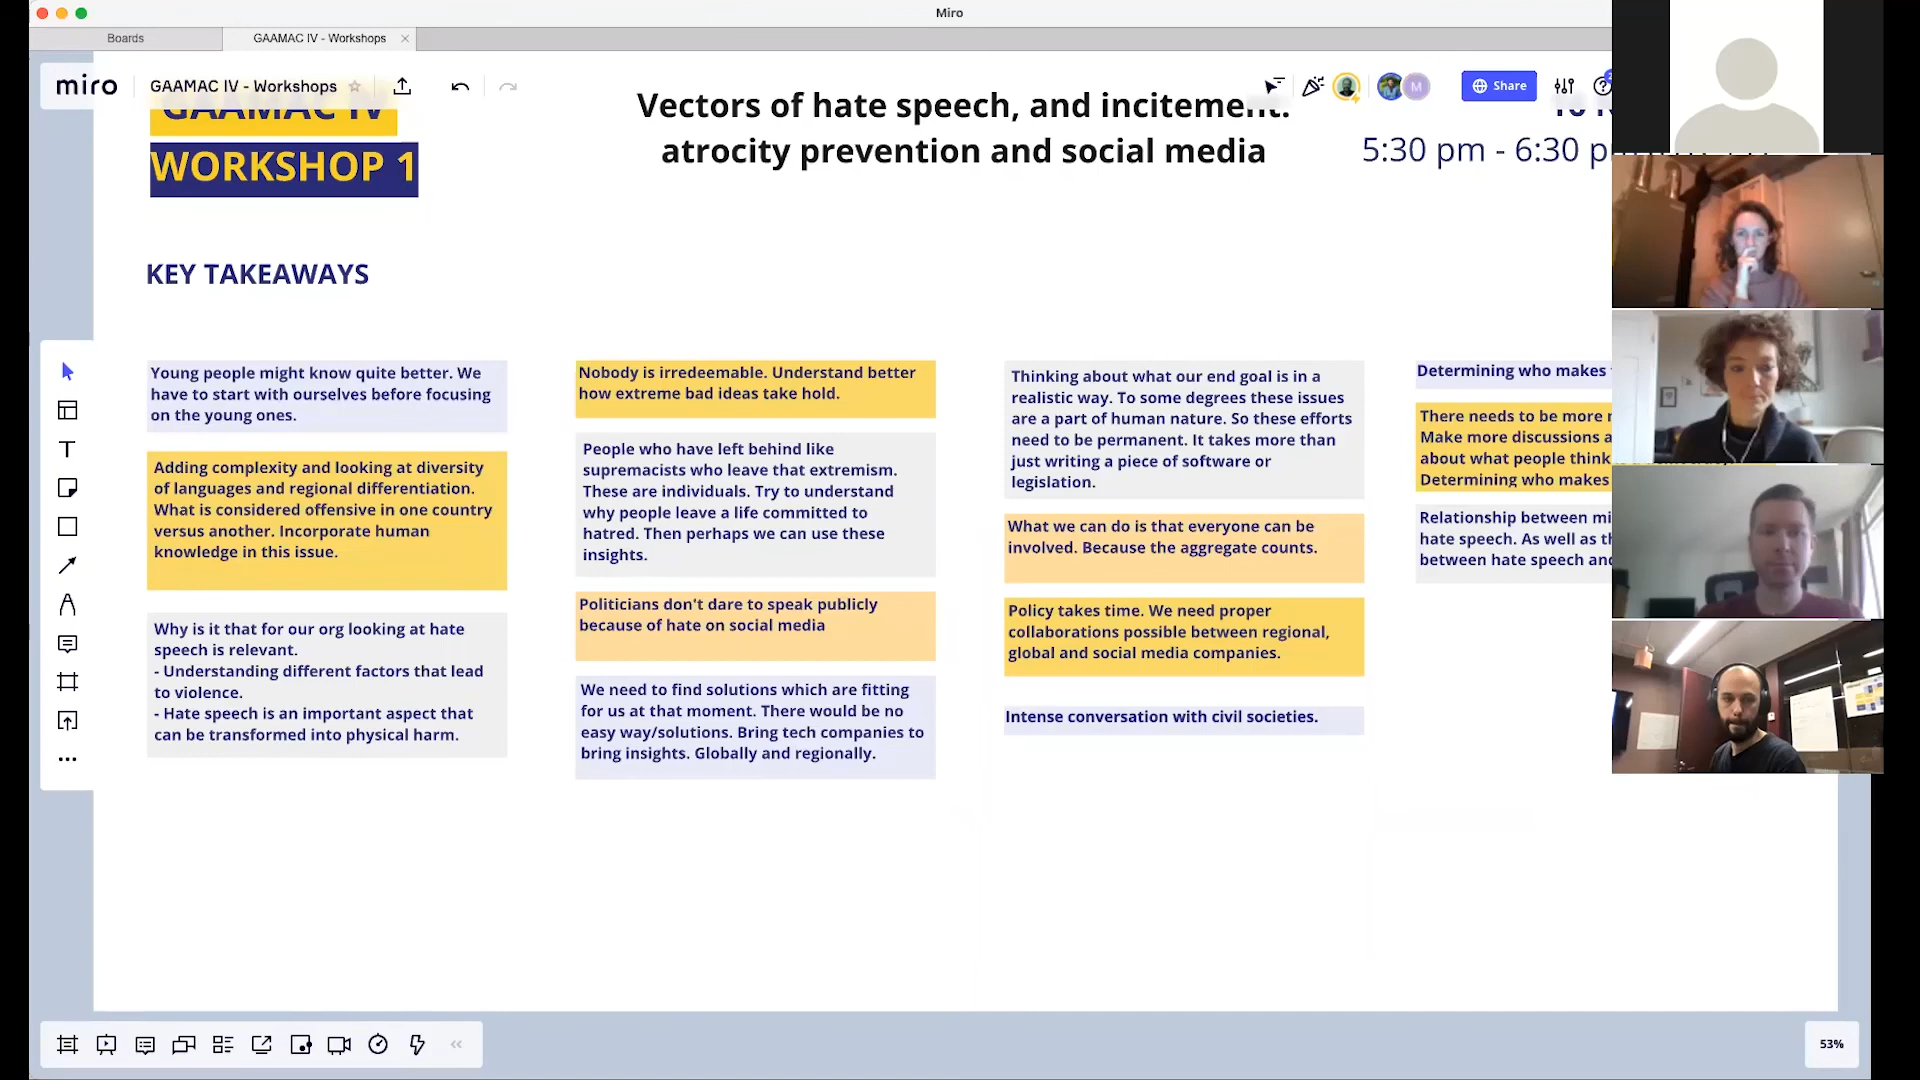 Miro
Boards
GAAMAC IV - Workshops
miro
GAAMAC IV - Workshops
M
Share
GAAMAC IV
WORKSHOP 1
Vectors of hate speech, and incitement:
atrocity prevention and social media
5:30 pm - 6:30
KEY TAKEAWAYS
Young people might know quite better. We
have to start with ourselves before focusing
on the young ones.
Adding complexity and looking at diversity
of languages and regional differentiation.
What is considered offensive in one country
versus another. Incorporate human
knowledge in this issue.
Why is it that for our org looking at hate
speech is relevant.
- Understanding different factors that lead
to violence.
- Hate speech is an important aspect that
can be transformed into physical harm.
Nobody is irredeemable. Understand better
how extreme bad ideas take hold.
People who have left behind like
supremacists who leave that extremism.
These are individuals. Try to understand
why people leave a life committed to
hatred. Then perhaps we can use these
insights.
Politicians don't dare to speak publicly
because of hate on social media
We need to find solutions which are fitting
for us at that moment. There would be no
easy way/solutions. Bring tech companies to
bring insights. Globally and regionally.
Thinking about what our end goal is in a
realistic way. To some degrees these issues
are a part of human nature. So these efforts
need to be permanent. It takes more than
just writing a piece of software or
legislation.
What we can do is that everyone can be
involved. Because the aggregate counts.
Policy takes time. We need proper
collaborations possible between regional,
global and social media companies.
Intense conversation with civil societies.
Determining who makes
There needs to be more
Make more discussions
about what people think
Determining who makes
Relationship between
hate speech. As well as
between hate speech
53%